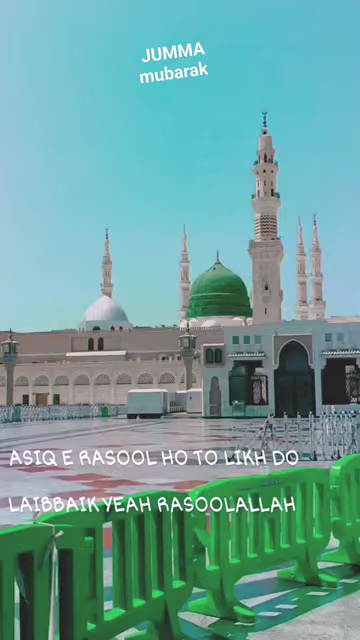 JUMMA
mubarak
ASIQ E RASOOL HO TO LIKH DO
LAIBBAIK YEAH RASOOLALLAH